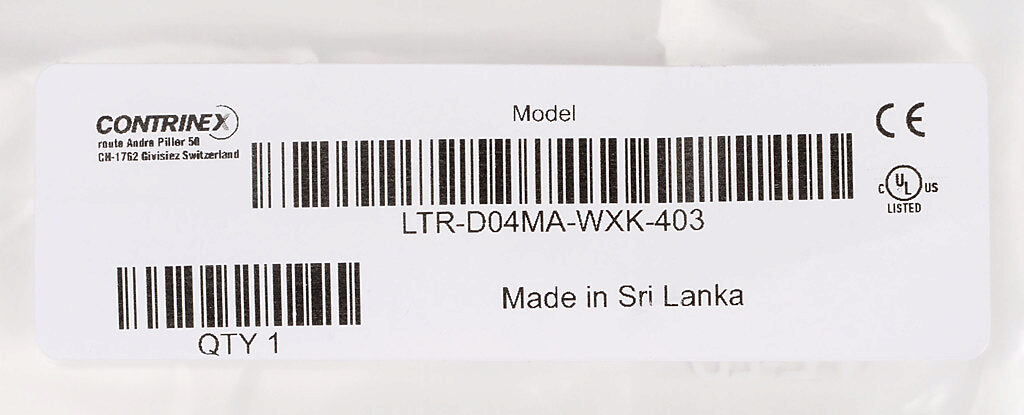 CONTRINEX
route André Piller 50
CH-1762 Givisiez Switzerland
Model
LTR-D04MA-WXK-403
CE
C UL US
LISTED
QTY 1
Made in Sri Lanka